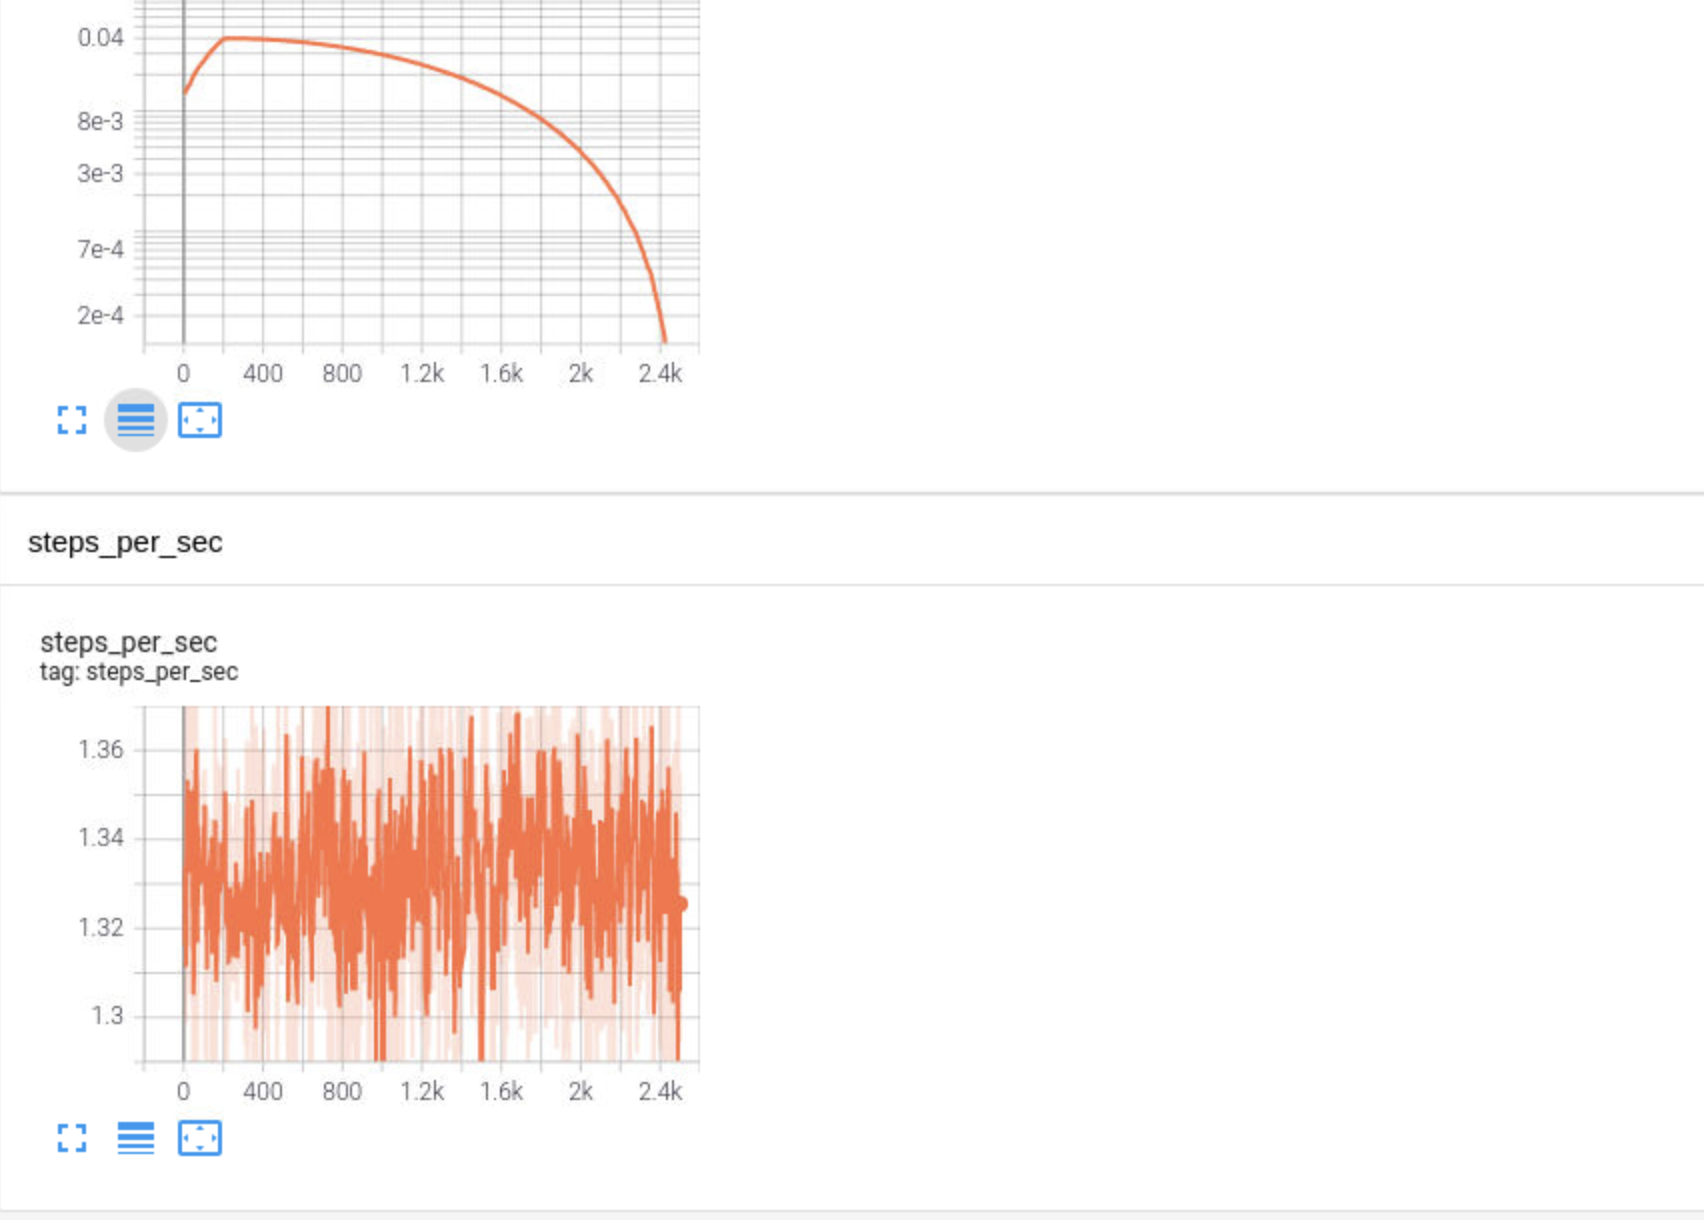 0.04
8e-3
3e-3
7e-4
2e-4
0 400 800 1.2k 1.6k 2k 2.4k
steps_per_sec
steps_per_sec
tag: steps_per_sec
1.36
1.34
1.32
1.3
0 400 800 1.2k 1.6k 2k 2.4k